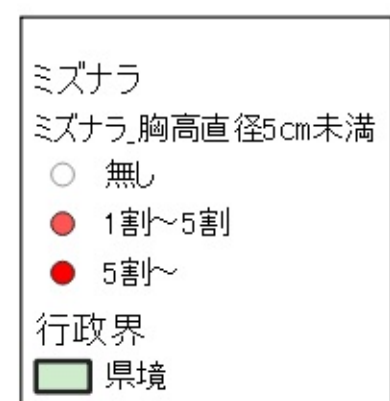 ミズナラ
ミズナラ_胸高直径5cm未満
無し
1割～5割
5割～
行政界
県境